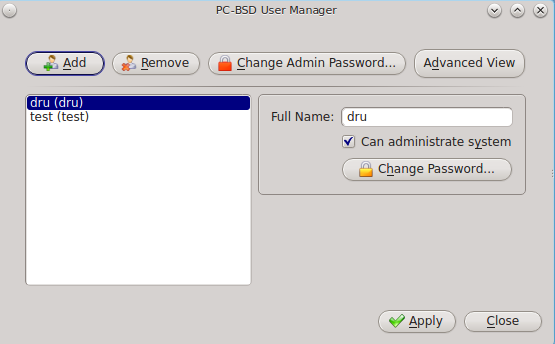 PC-BSD User Manager
Add Remove Change Admin Password... Advanced View
dru (dru)
test (test)
Full Name: dru
Can administrate system
Change Password...
Apply Close